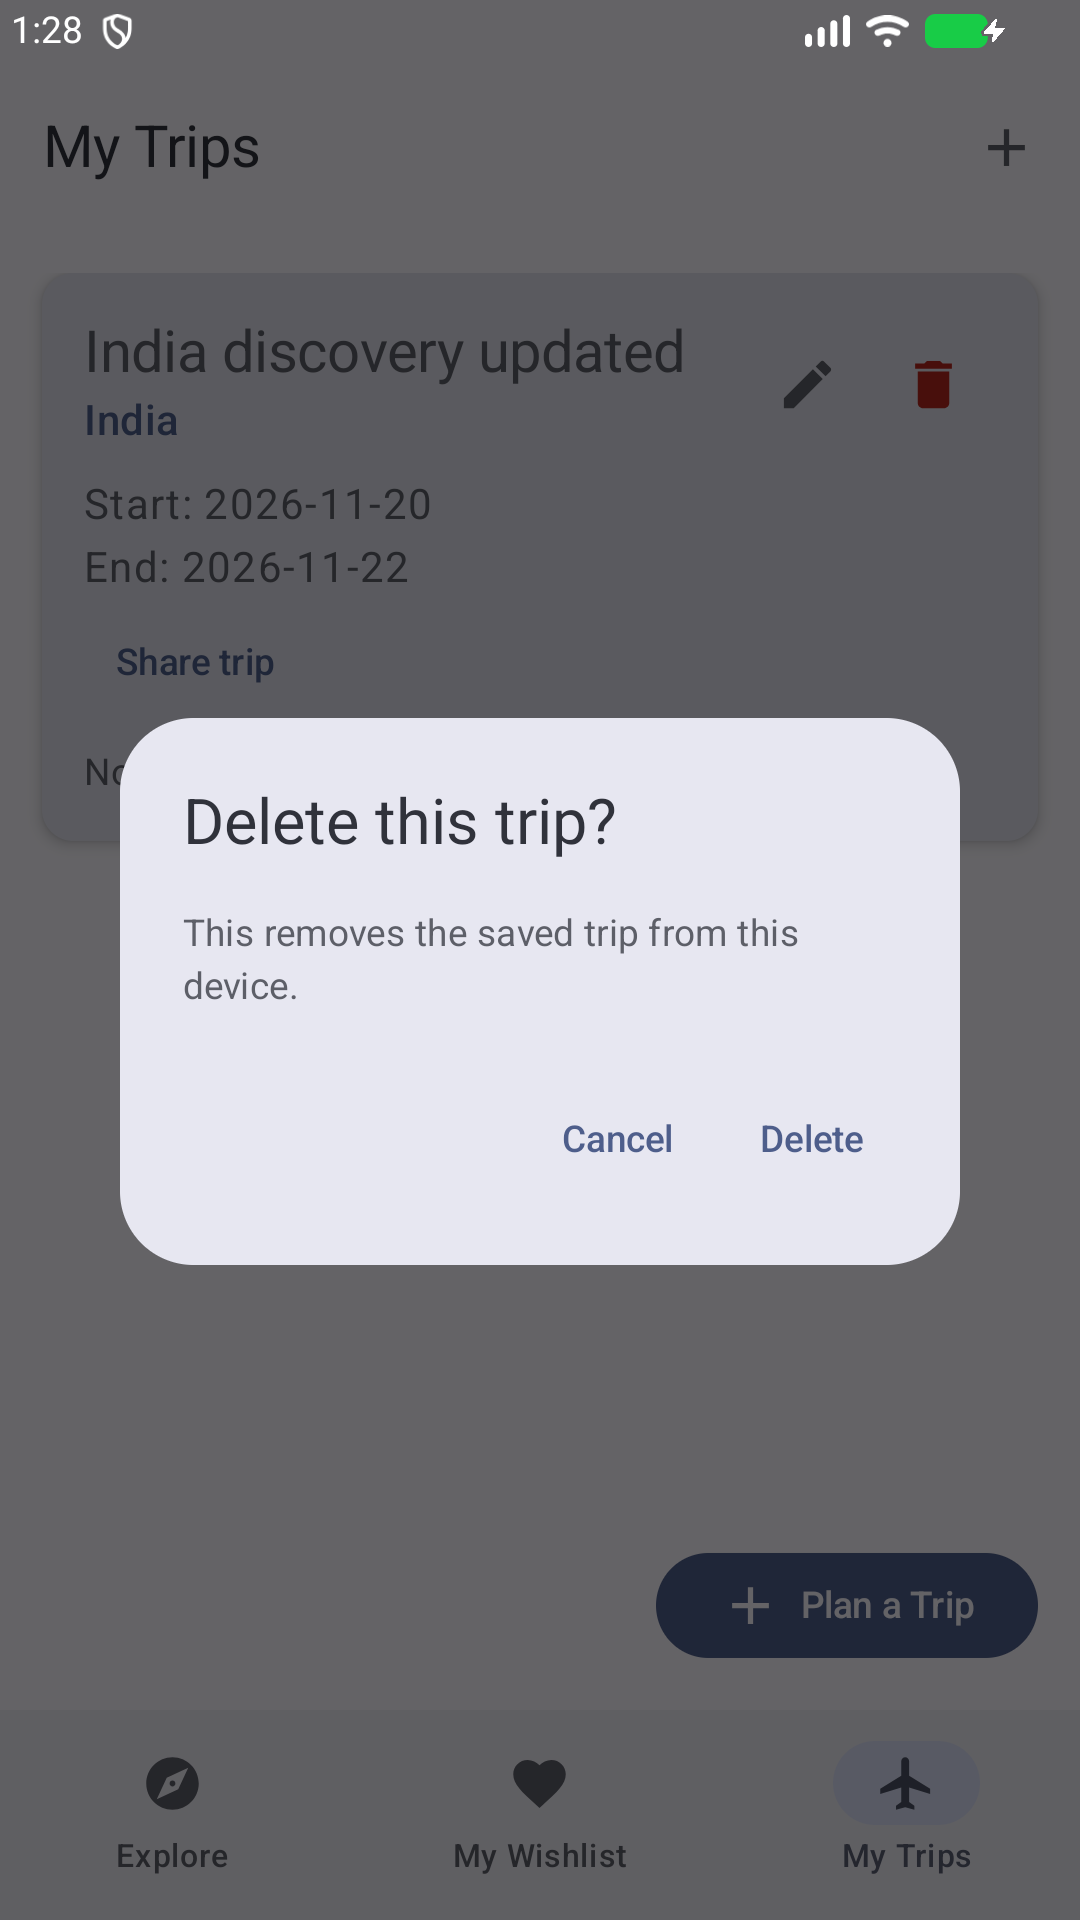 1:28
My Trips
India discovery updated
India
Start: 2026-11-20
End: 2026-11-22
Share trip
Delete this trip?
This removes the saved trip from this
device.
Cancel Delete
Plan a Trip
Explore My Wishlist My Trips